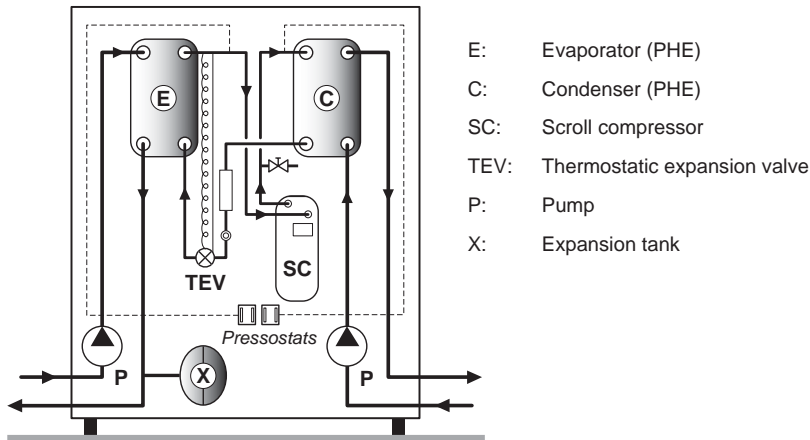 E: Evaporator (PHE)
C: Condenser (PHE)
SC: Scroll compressor
TEV: Thermostatic expansion valve
P: Pump
X: Expansion tank
E
C
SC
TEV
Pressostats
P
X
P